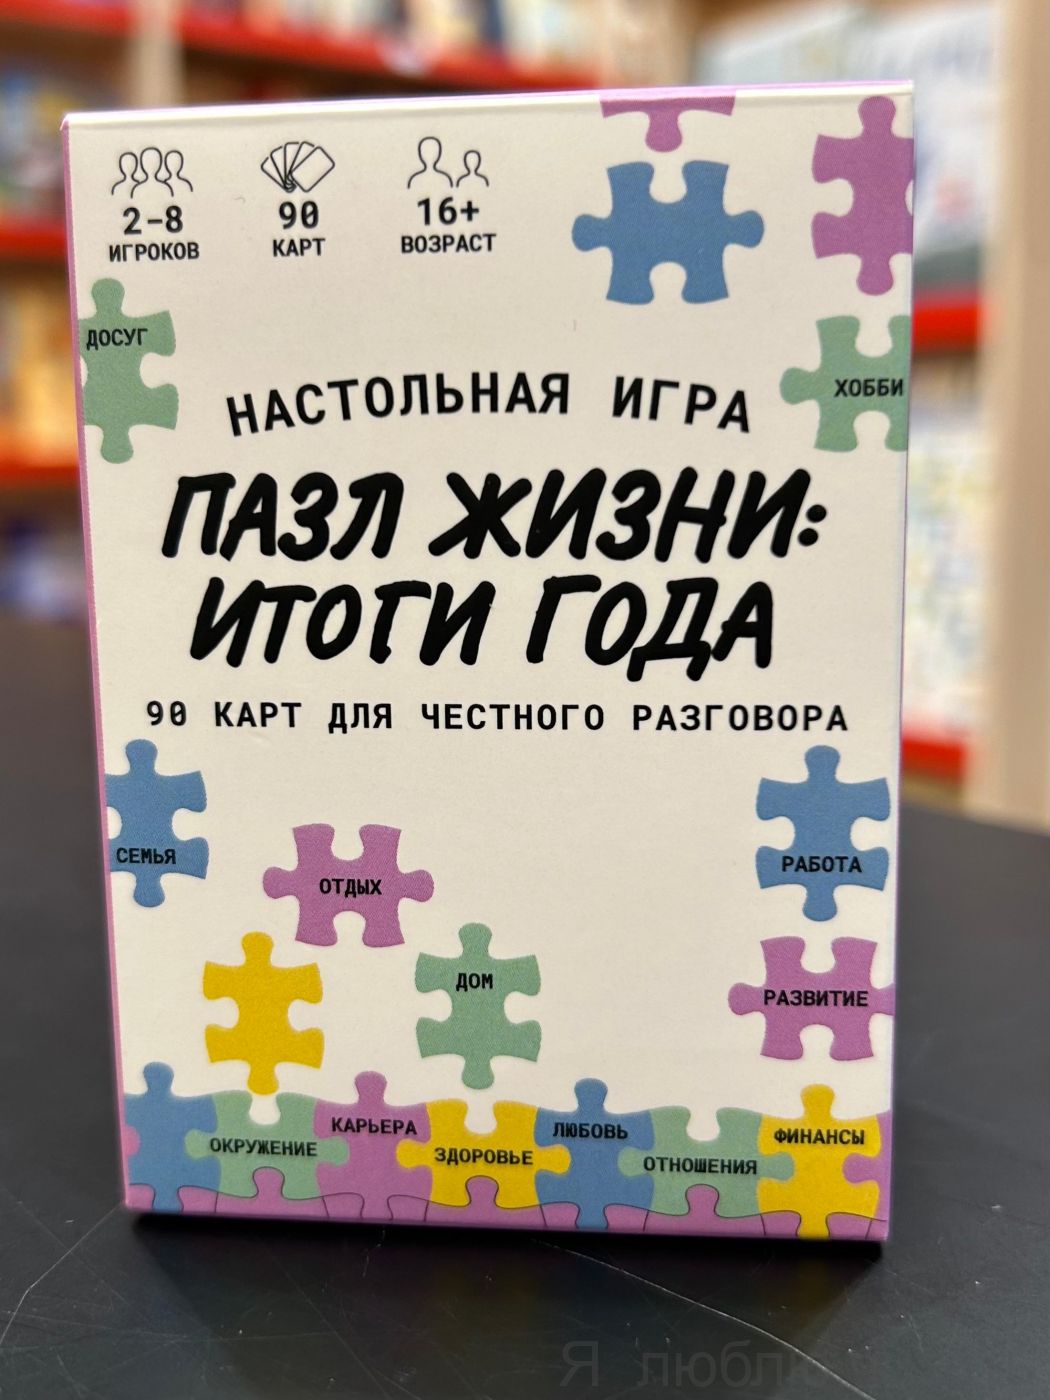 2-8
ИГРОКОВ
90
КАРТ
16+
ВОЗРАСТ
ДОСУГ
ХОББИ
НАСТОЛЬНАЯ ИГРА
ПАЗЛ ЖИЗНИ:
ИТОГИ ГОДА
90 КАРТ ДЛЯ ЧЕСТНОГО РАЗГОВОРА
СЕМЬЯ
ОТДЫХ
РАБОТА
ДОМ
РАЗВИТИЕ
ОКРУЖЕНИЕ
КАРЬЕРА
ЗДОРОВЬЕ
ЛЮБОВЬ
ОТНОШЕНИЯ
ФИНАНСЫ
Я